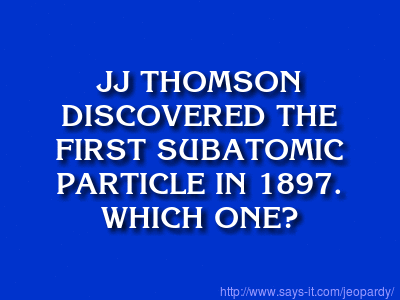 JJ THOMSON
DISCOVERED THE
FIRST SUBATOMIC
PARTICLE IN 1897.
WHICH ONE?
http://www.says-it.com/jeopardy/